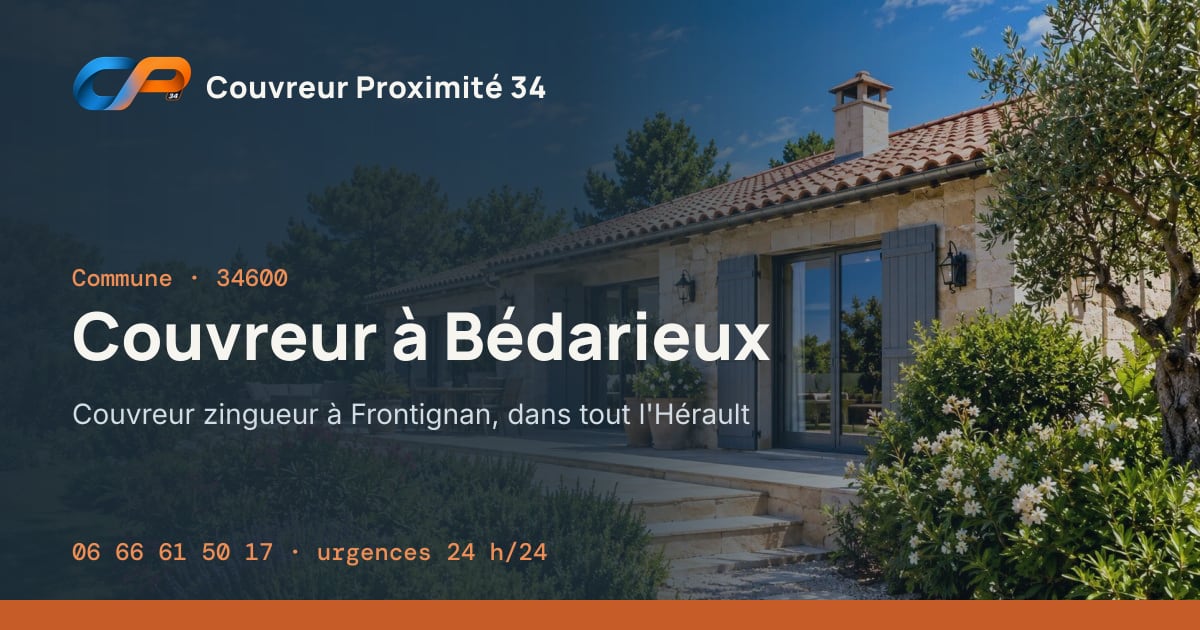 CP 34
Couvreur Proximité 34
Commune · 34600
Couvreur à Bédarieux
Couvreur zingueur à Frontignan, dans tout l'Hérault
06 66 61 50 17 · urgences 24 h/24